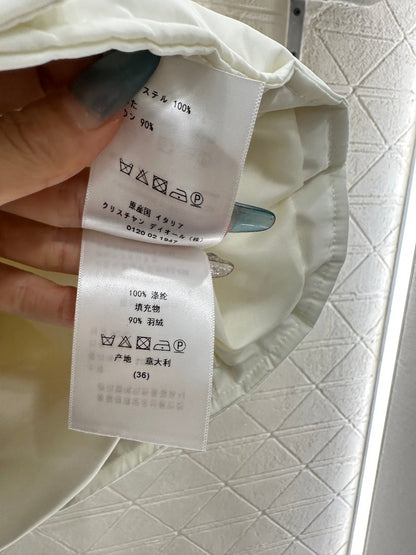 ステル 100%
ン 90%
原産国 イタリア
クリスチャン ディオール (株)
0120 02 1947
100% 涤纶
填充物
90% 羽绒
产地 意大利
(36)